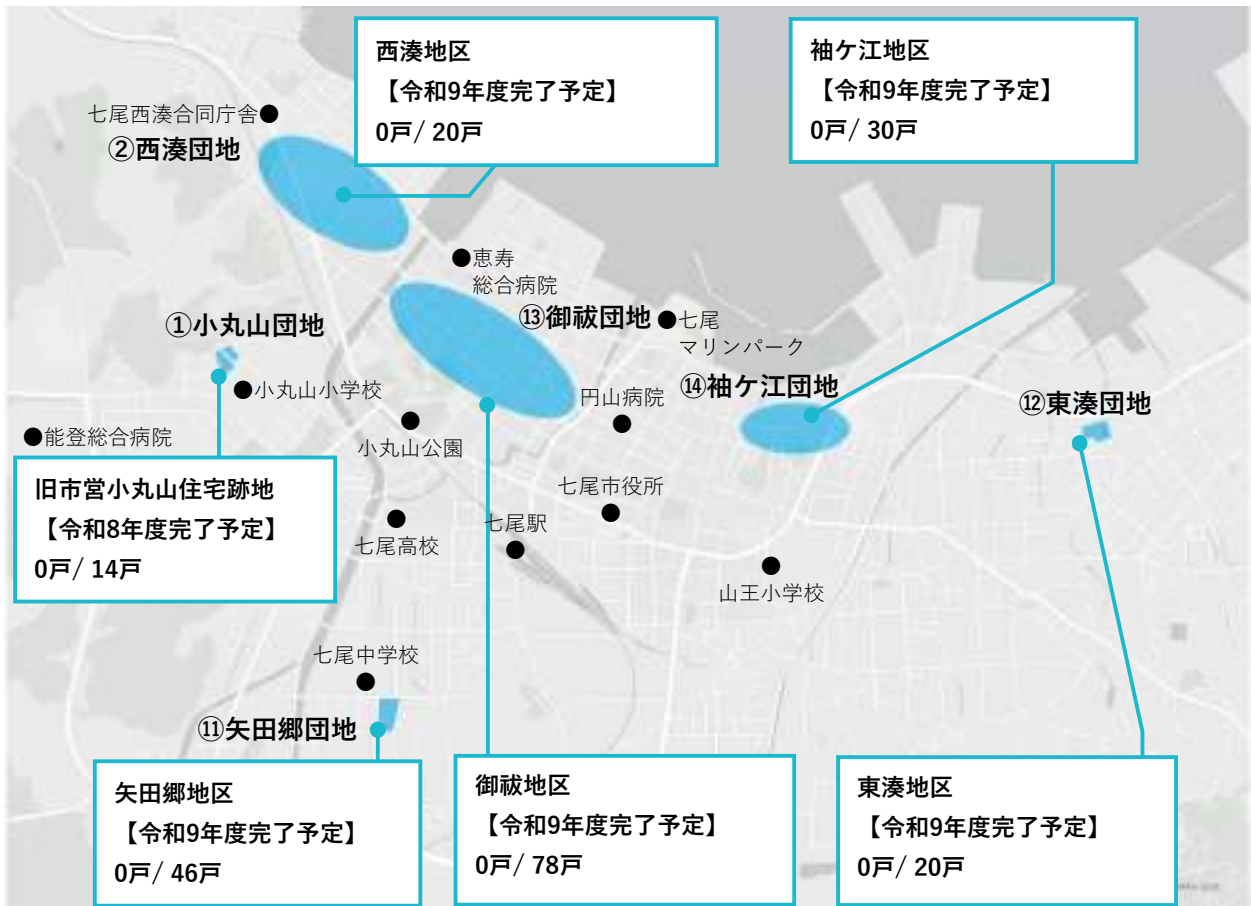 西湊地区
【令和9年度完了予定】
0戸/ 20戸
袖ケ江地区
【令和9年度完了予定】
0戸/ 30戸
七尾西湊合同庁舎●
②西湊団地
●恵寿
総合病院
①小丸山団地
⑬御祓団地
●七尾
マリンパーク
●小丸山小学校
円山病院
⑭袖ケ江団地
⑫東湊団地
●能登総合病院
小丸山公園
旧市営小丸山住宅跡地
【令和8年度完了予定】
0戸/ 14戸
七尾市役所
七尾高校
七尾駅
山王小学校
七尾中学校
⑪矢田郷団地
矢田郷地区
【令和9年度完了予定】
0戸/ 46戸
御祓地区
【令和9年度完了予定】
0戸/ 78戸
東湊地区
【令和9年度完了予定】
0戸/ 20戸